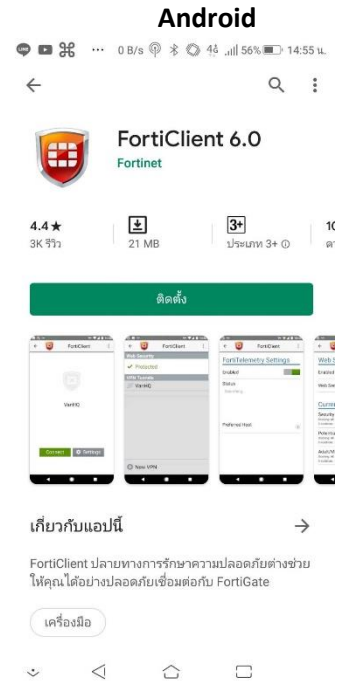 Android
0 B/s 56% 14:55 น.
FortiClient 6.0
Fortinet
4.4★
3K รีวิว
21 MB
3+
ประเภท 3+
ติดตั้ง
FortiClient
VanHQ
Connect Settings
FortiClient
Web Security
Protected
VPN Tunnels
VanHQ
New VPN
FortiClient
FortiTelemetry Settings
Enabled
Status
Preferred Host
เกี่ยวกับแอปนี้
FortiClient ปลายทางการรักษาความปลอดภัยต่างช่วย
ให้คุณได้อย่างปลอดภัยเชื่อมต่อกับ FortiGate
เครื่องมือ